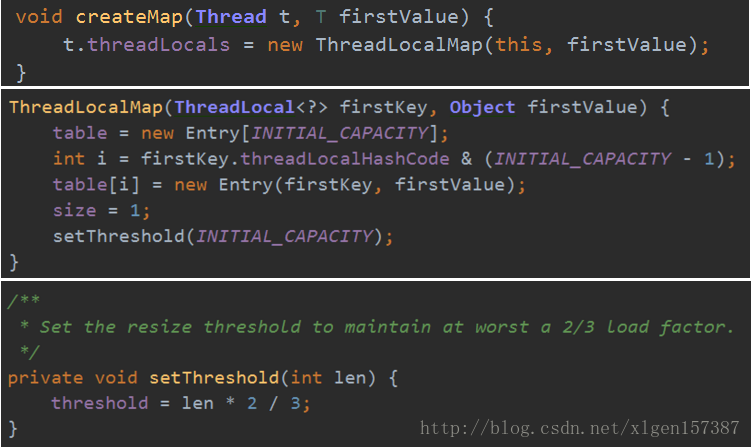 void createMap(Thread t, T firstValue) {
    t.threadLocals = new ThreadLocalMap(this, firstValue);
}
ThreadLocalMap(ThreadLocal<?> firstKey, Object firstValue) {
    table = new Entry[INITIAL_CAPACITY];
    int i = firstKey.threadLocalHashCode & (INITIAL_CAPACITY - 1);
    table[i] = new Entry(firstKey, firstValue);
    size = 1;
    setThreshold(INITIAL_CAPACITY);
}
/**
 * Set the resize threshold to maintain at worst a 2/3 load factor.
 */
private void setThreshold(int len) {
    threshold = len * 2 / 3;
}
http://blog.csdn.net/xlgen157387